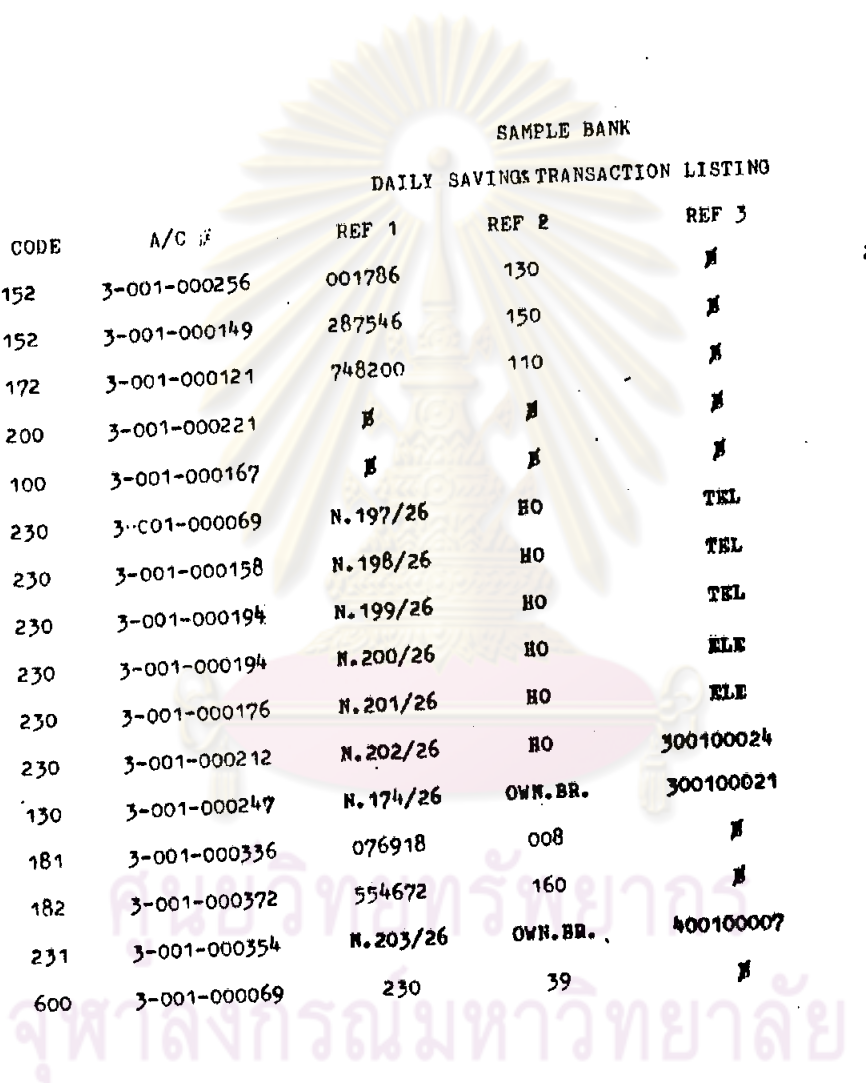 SAMPLE BANK
DAILY SAVINGS TRANSACTION LISTING
CODE A/C # REF 1 REF 2 REF 3
152 3-001-000256 001786 130 Ƀ
152 3-001-000149 287546 150 Ƀ
172 3-001-000121 748200 110 Ƀ
200 3-001-000221 Ƀ Ƀ Ƀ
100 3-001-000167 Ƀ Ƀ Ƀ
230 3-C01-000069 N.197/26 HO TEL
230 3-001-000158 N.198/26 HO TEL
230 3-001-000194 N.199/26 HO TEL
230 3-001-000194 N.200/26 HO ELE
230 3-001-000176 N.201/26 HO ELE
230 3-001-000212 N.202/26 HO 300100024
130 3-001-000247 N.174/26 OWN.BR. 300100021
181 3-001-000336 076918 008 Ƀ
182 3-001-000372 554672 160 Ƀ
231 3-001-000354 N.203/26 OWN.BR. 400100007
600 3-001-000069 230 39 Ƀ
ศูนย์วิทยทรัพยากร
จุฬาลงกรณ์มหาวิทยาลัย